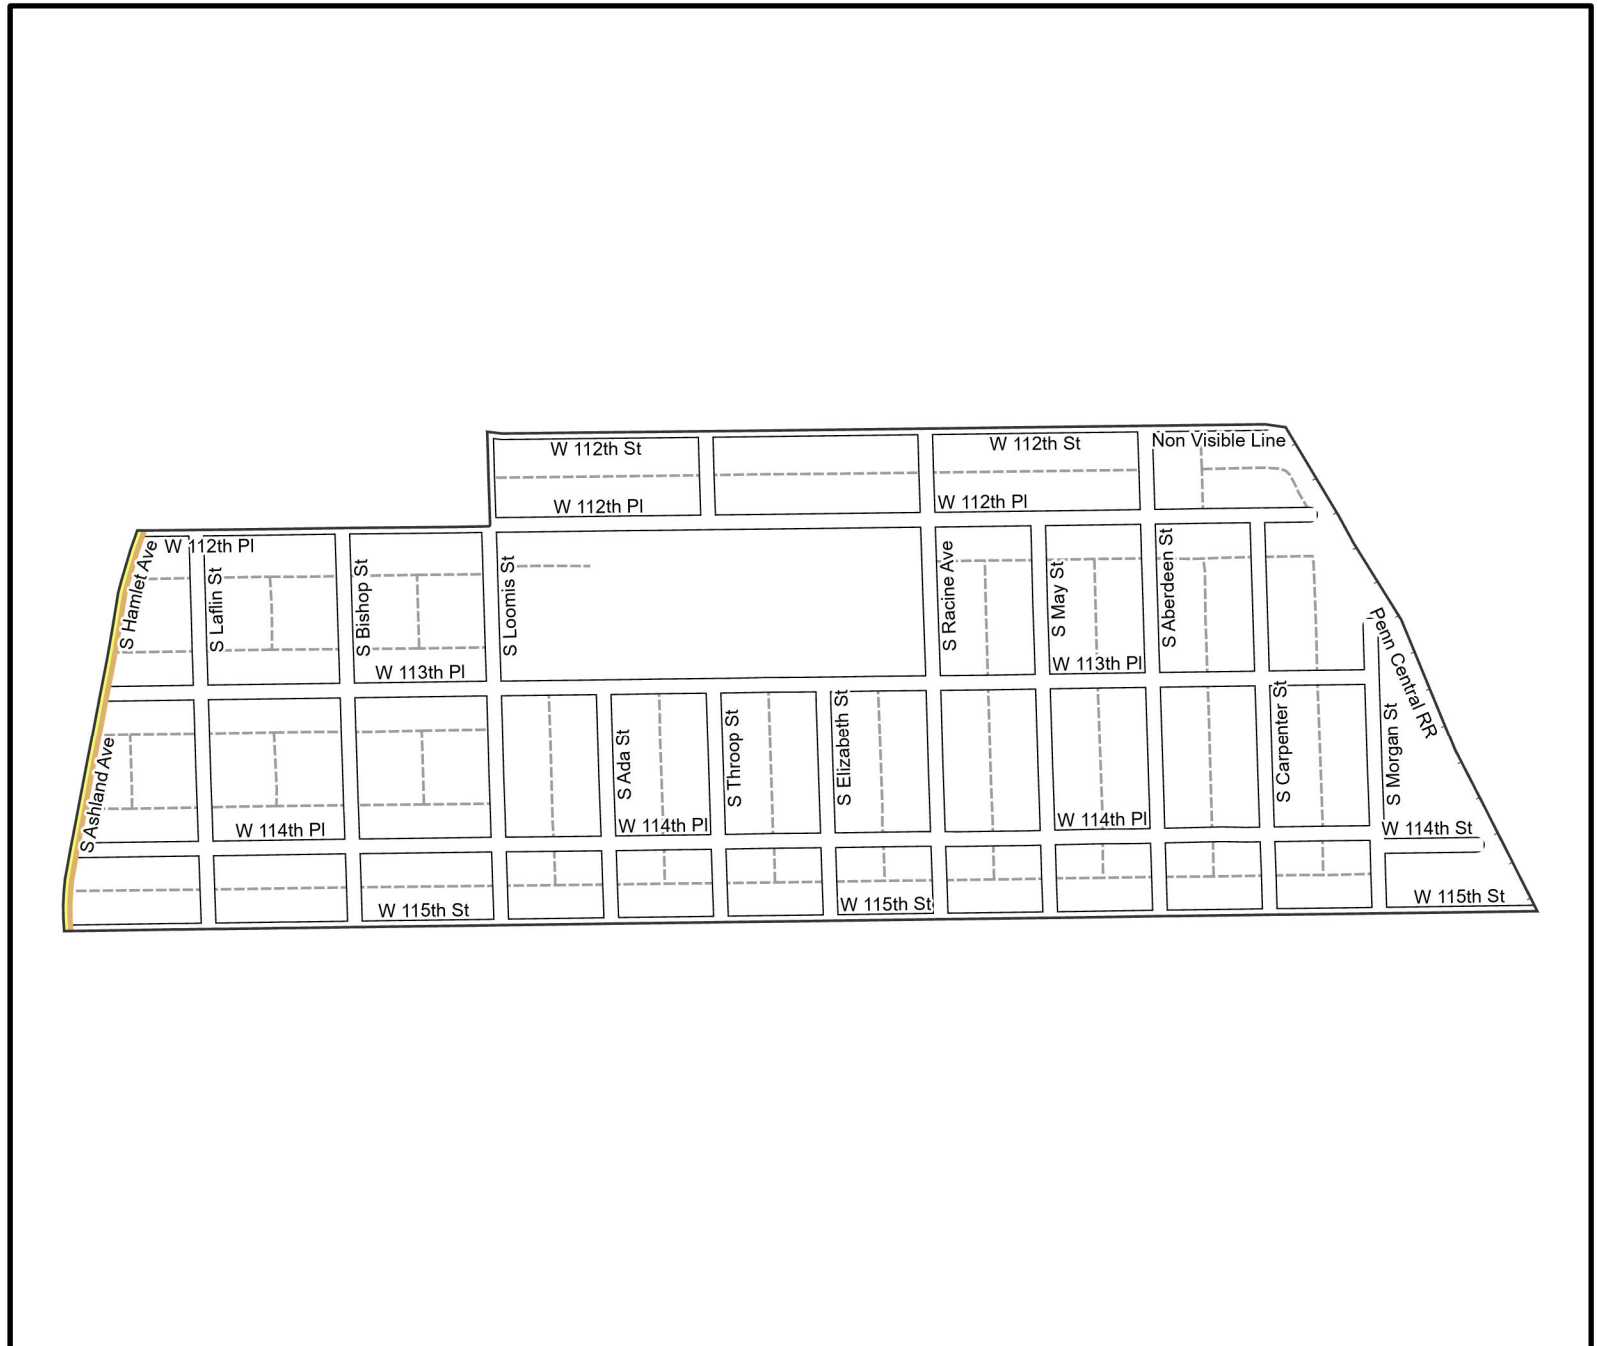 W 112th St
W 112th St
Non Visible Line
W 112th Pl
W 112th Pl
W 112th Pl
S Hamlet Ave
S Laflin St
S Bishop St
S Loomis St
S Racine Ave
S May St
S Aberdeen St
Penn Central RR
W 113th Pl
W 113th Pl
S Ashland Ave
S Ada St
S Throop St
S Elizabeth St
S Carpenter St
S Morgan St
W 114th Pl
W 114th Pl
W 114th Pl
W 114th St
W 115th St
W 115th St
W 115th St